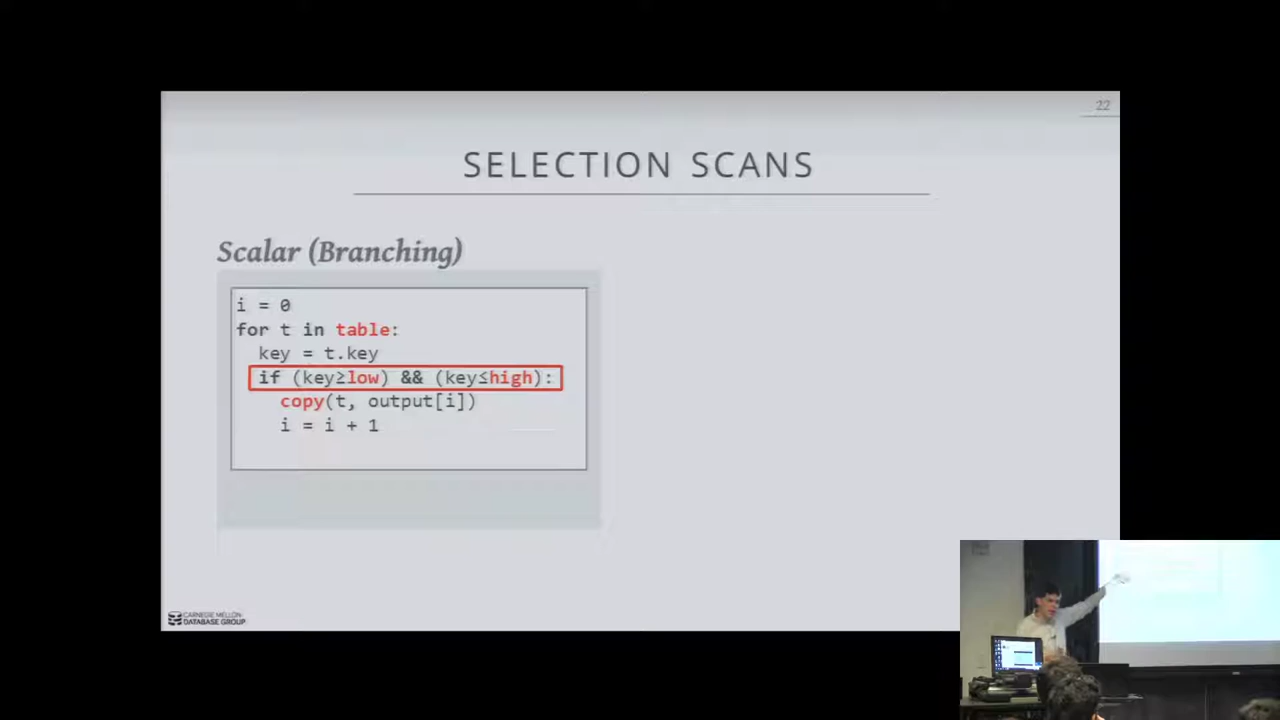 22
SELECTION SCANS
Scalar (Branching)
i = 0
for t in table:
key = t.key
if (key≥low) && (key≤high):
copy(t, output[i])
i = i + 1
CARNEGIE MELLON
DATABASE GROUP